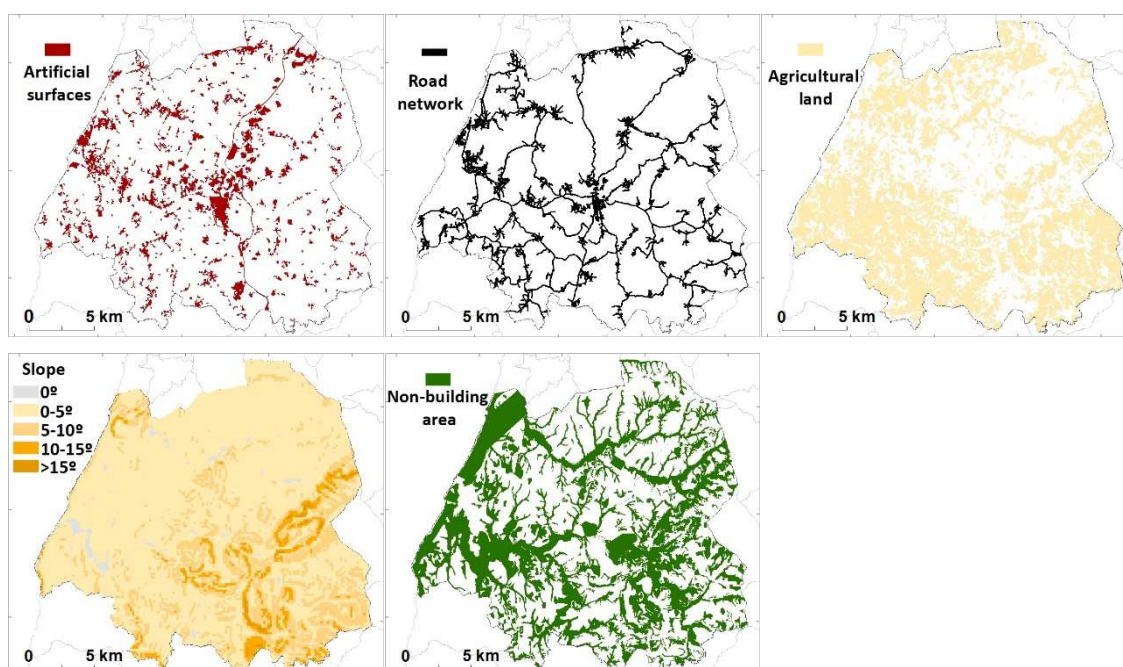 Artificial
surfaces
0 5 km
Road
network
0 5 km
Agricultural
land
0 5 km
Slope
0º
0-5º
5-10º
10-15º
>15º
0 5 km
Non-building
area
0 5 km